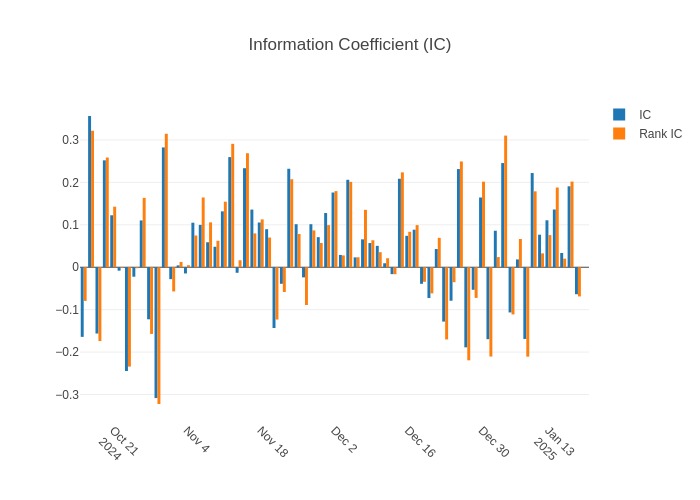 Information Coefficient (IC)
IC
Rank IC
0.3
0.2
0.1
0
−0.1
−0.2
−0.3
Oct 21
2024
Nov 4
Nov 18
Dec 2
Dec 16
Dec 30
Jan 13
2025